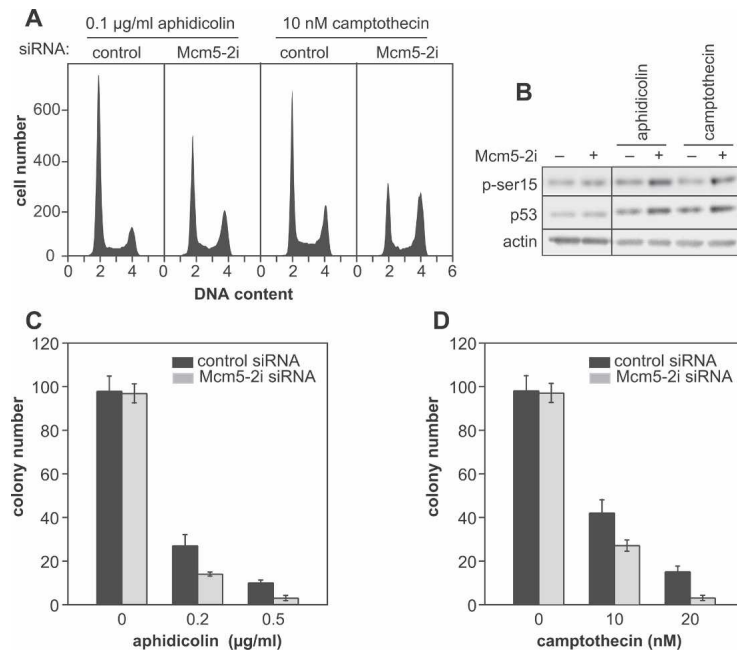 A
0.1 µg/ml aphidicolin 10 nM camptothecin
siRNA: control Mcm5-2i control Mcm5-2i
cell number
600
400
200
0
0 2 4 0 2 4 0 2 4 0 2 4 6
DNA content
B
aphidicolin
camptothecin
Mcm5-2i – + – + – +
p-ser15
p53
actin
C
colony number
120
100
80
60
40
20
0
control siRNA
Mcm5-2i siRNA
0 0.2 0.5
aphidicolin (µg/ml)
D
colony number
120
100
80
60
40
20
0
control siRNA
Mcm5-2i siRNA
0 10 20
camptothecin (nM)